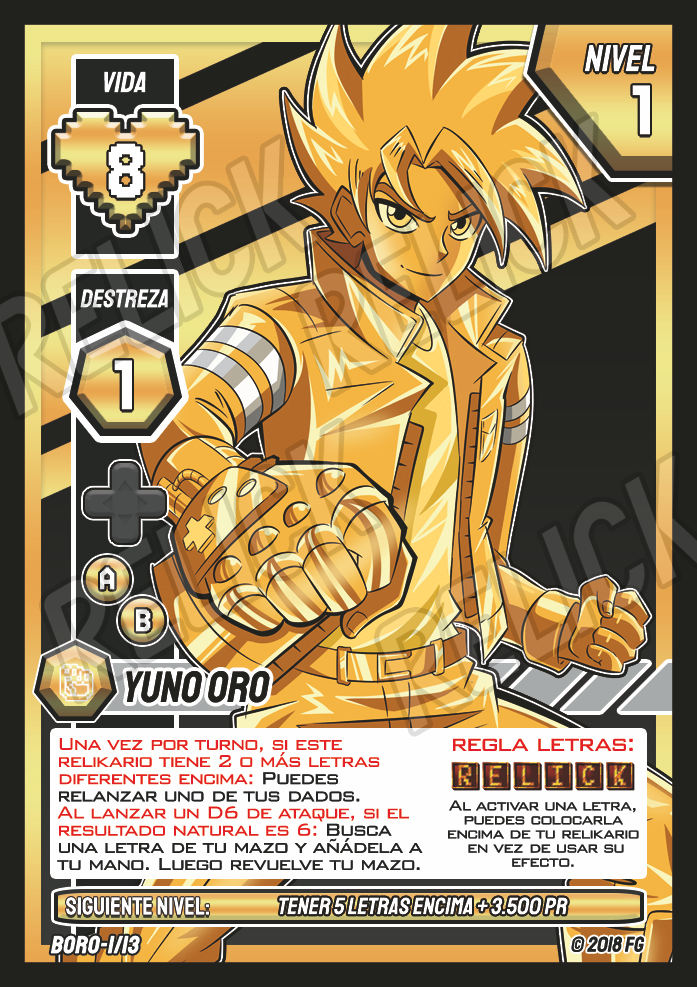 VIDA
8
NIVEL
1
DESTREZA
1
A
B
YUNO ORO
Una vez por turno, si este
relikario tiene 2 o más letras
diferentes encima: Puedes
relanzar uno de tus dados.
Al lanzar un D6 de ataque, si el
resultado natural es 6: Busca
una letra de tu mazo y añádela a
tu mano. Luego revuelve tu mazo.
REGLA LETRAS:
RELICK
Al activar una letra,
puedes colocarla
encima de tu relikario
en vez de usar su
efecto.
SIGUIENTE NIVEL: TENER 5 LETRAS ENCIMA + 3.500 PR
BORO-1/13
© 2018 FG
RELICK
RELICK
RELICK
RELICK